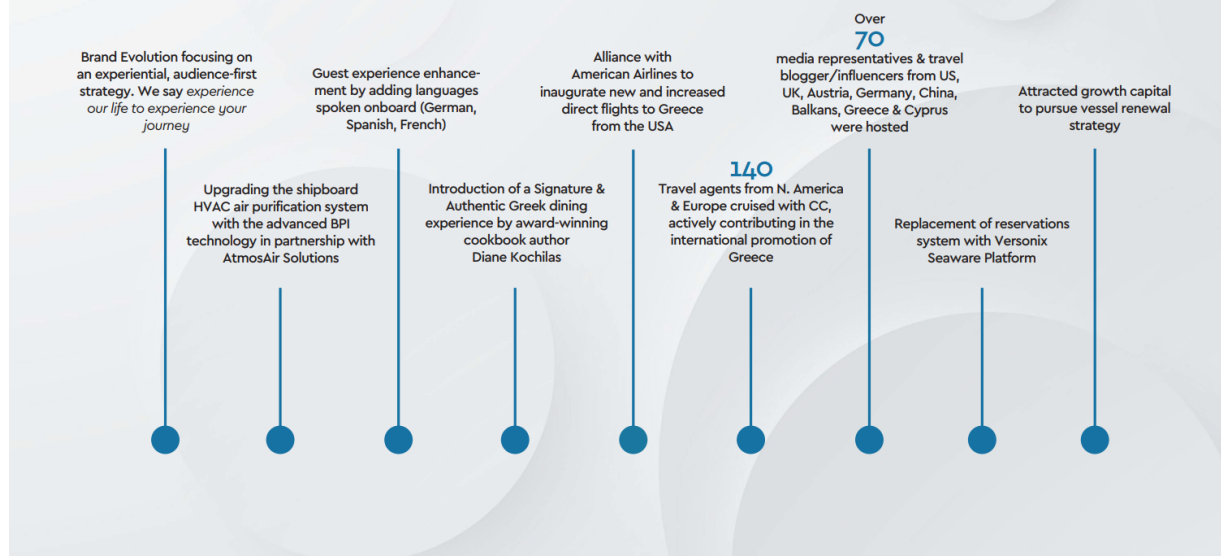 Brand Evolution focusing on
an experiential, audience-first
strategy. We say experience
our life to experience your
journey
Upgrading the shipboard
HVAC air purification system
with the advanced BPI
technology in partnership with
AtmosAir Solutions
Guest experience enhance-
ment by adding languages
spoken onboard (German,
Spanish, French)
Introduction of a Signature &
Authentic Greek dining
experience by award-winning
cookbook author
Diane Kochilas
Alliance with
American Airlines to
inaugurate new and increased
direct flights to Greece
from the USA
140
Travel agents from N. America
& Europe cruised with CC,
actively contributing in the
international promotion of
Greece
Over
70
media representatives & travel
blogger/influencers from US,
UK, Austria, Germany, China,
Balkans, Greece & Cyprus
were hosted
Replacement of reservations
system with Versonix
Seaware Platform
Attracted growth capital
to pursue vessel renewal
strategy